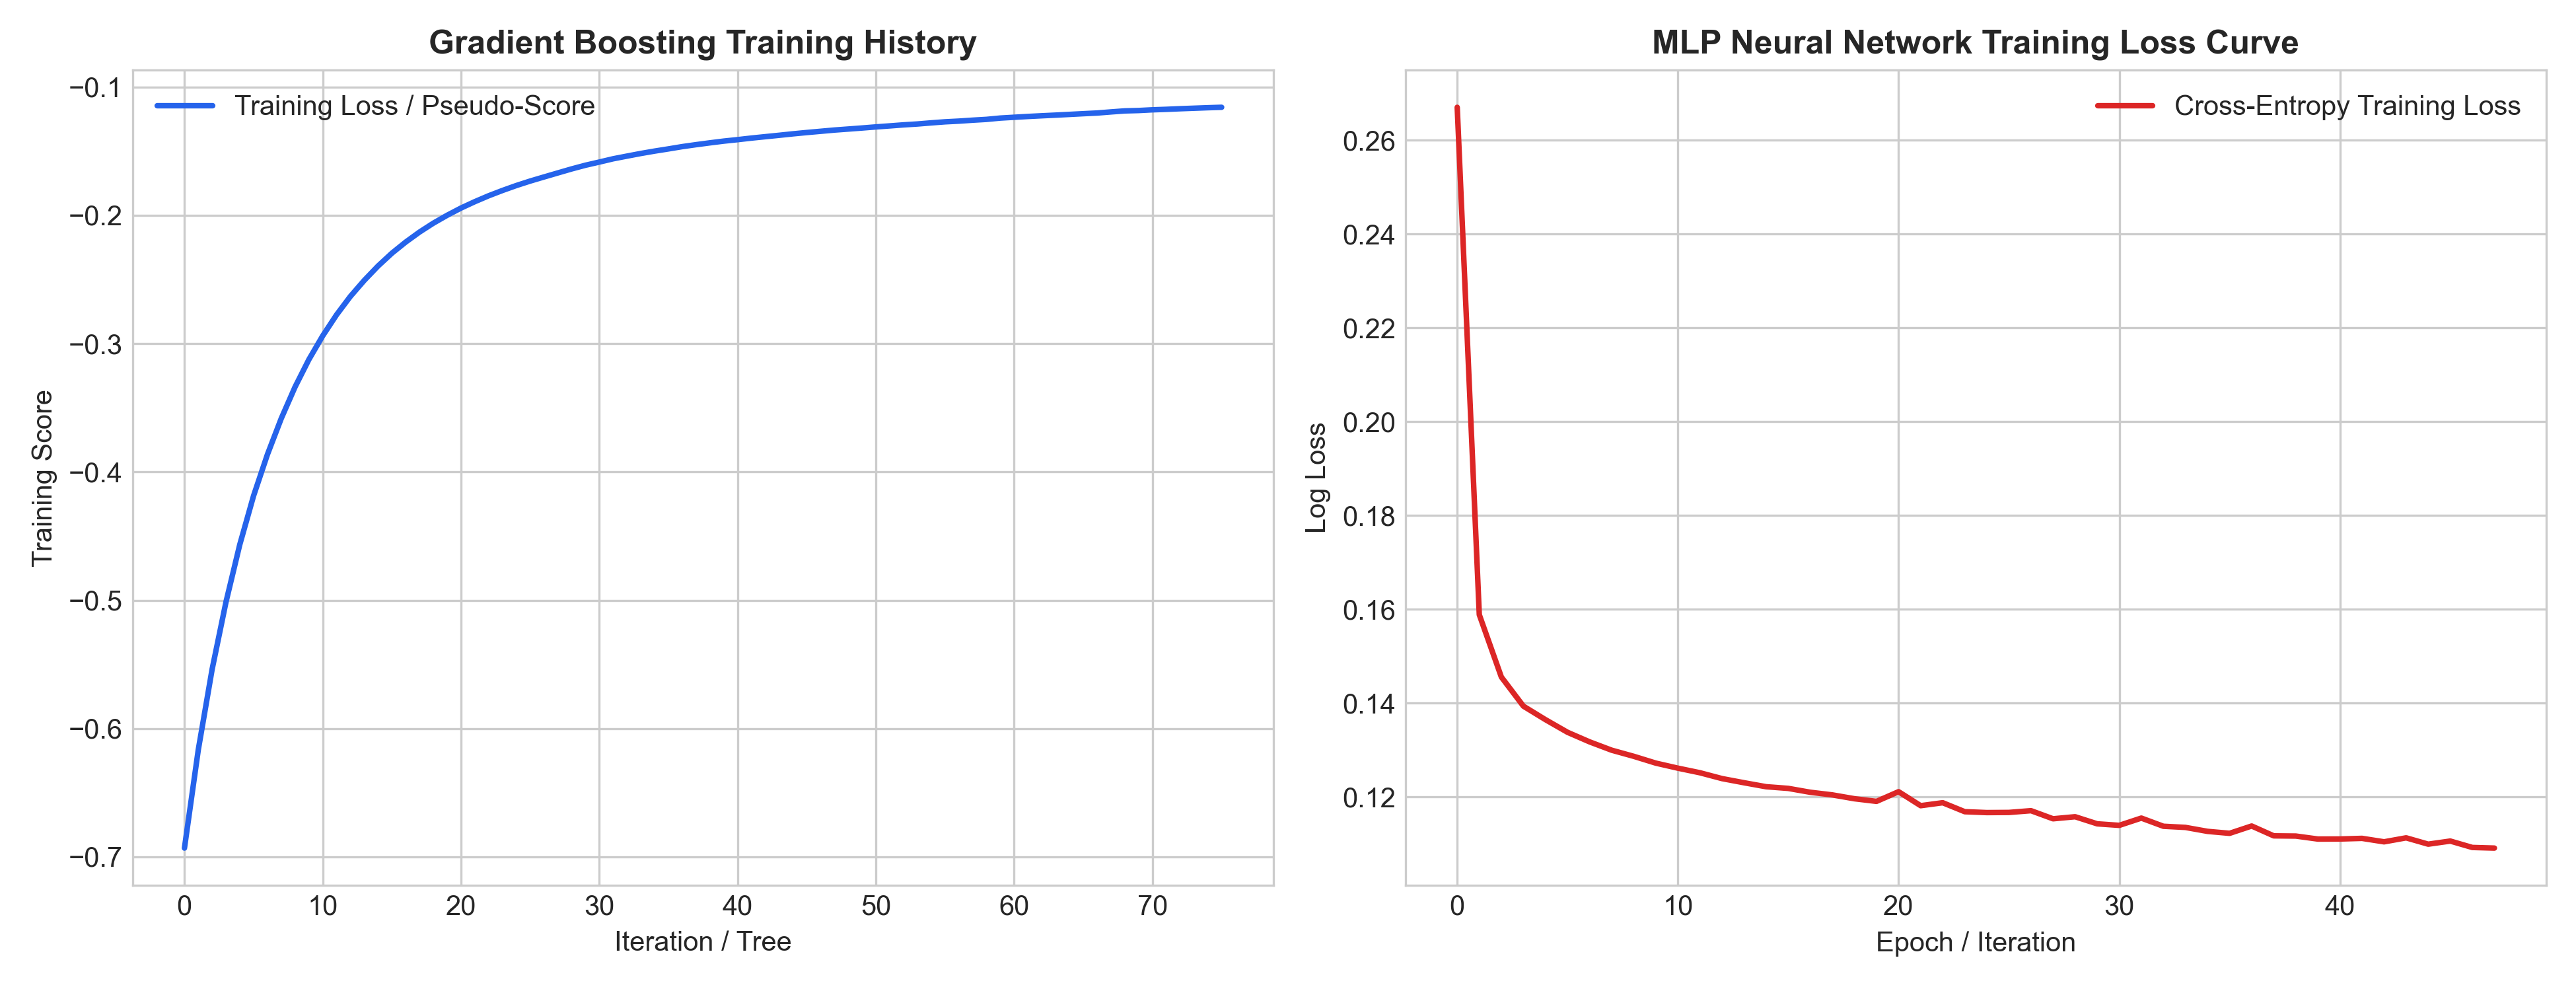 Gradient Boosting Training History
Training Loss / Pseudo-Score
Training Score
−0.1
−0.2
−0.3
−0.4
−0.5
−0.6
−0.7
0 10 20 30 40 50 60 70
Iteration / Tree
MLP Neural Network Training Loss Curve
Cross-Entropy Training Loss
Log Loss
0.26
0.24
0.22
0.20
0.18
0.16
0.14
0.12
0 10 20 30 40
Epoch / Iteration